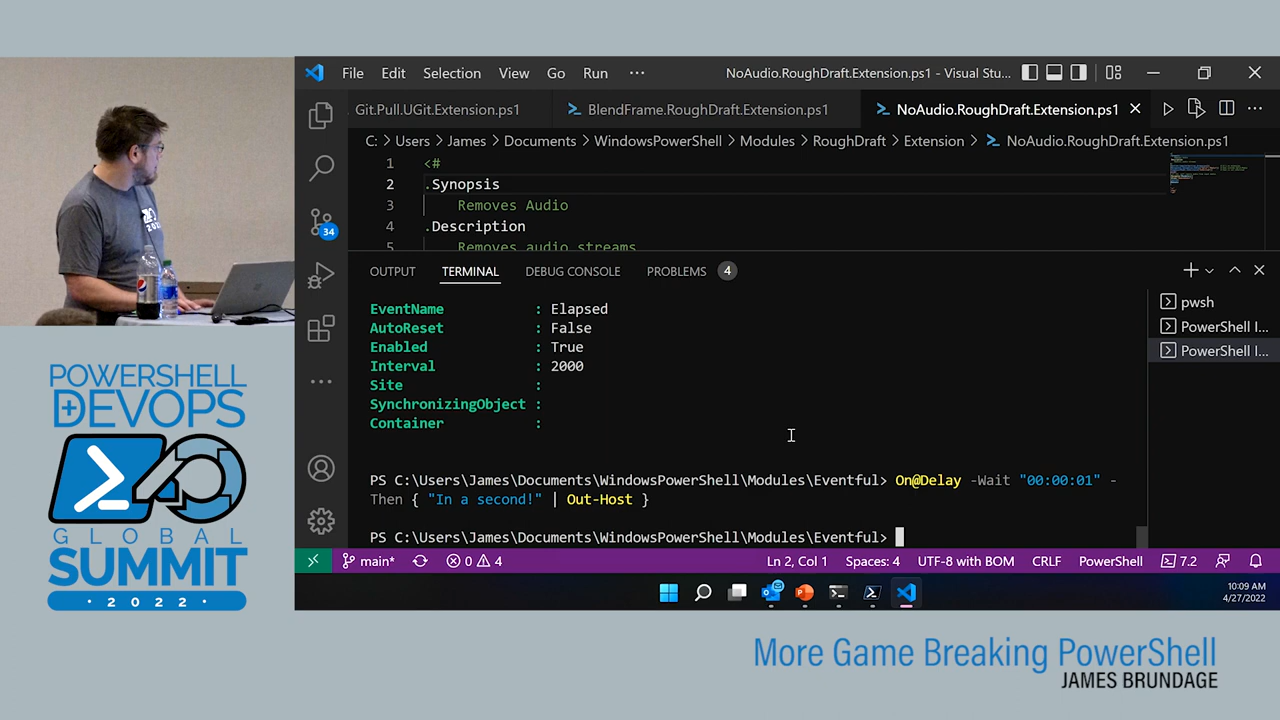 File Edit Selection View Go Run ··· NoAudio.RoughDraft.Extension.ps1 - Visual Stu...
Git.Pull.UGit.Extension.ps1 BlendFrame.RoughDraft.Extension.ps1 NoAudio.RoughDraft.Extension.ps1
C: > Users > James > Documents > WindowsPowerShell > Modules > RoughDraft > Extension > NoAudio.RoughDraft.Extension.ps1
1 <#
2 .Synopsis
3 Removes Audio
4 .Description
5 Removes audio streams
34
OUTPUT TERMINAL DEBUG CONSOLE PROBLEMS 4
EventName : Elapsed
AutoReset : False
Enabled : True
Interval : 2000
Site :
SynchronizingObject :
Container :
PS C:\Users\James\Documents\WindowsPowerShell\Modules\Eventful> On@Delay -Wait "00:00:01" -
Then { "In a second!" | Out-Host }
PS C:\Users\James\Documents\WindowsPowerShell\Modules\Eventful>
pwsh
PowerShell I...
PowerShell I...
main* 0 4 Ln 2, Col 1 Spaces: 4 UTF-8 with BOM CRLF PowerShell 7.2
10:09 AM
4/27/2022
POWERSHELL
+DEVOPS
GLOBAL
SUMMIT
· 2022 ·
More Game Breaking PowerShell
JAMES BRUNDAGE